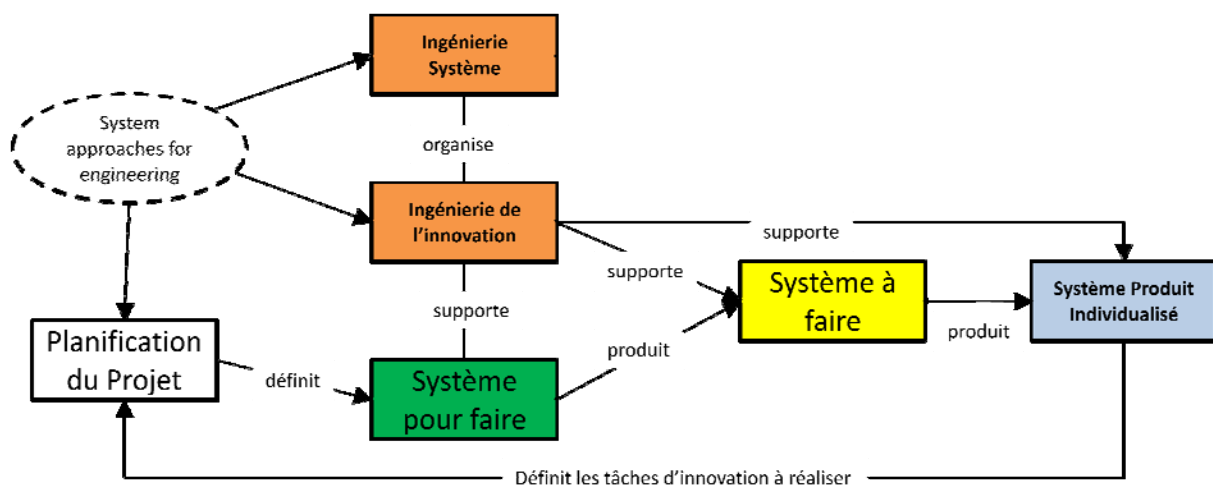 Ingénierie
Système
System
approaches for
engineering
organise
Ingénierie de
l'innovation
supporte
supporte
Système à
faire
Système Produit
Individualisé
supporte
produit
Planification
du Projet
définit
Système
pour faire
produit
Définit les tâches d'innovation à réaliser